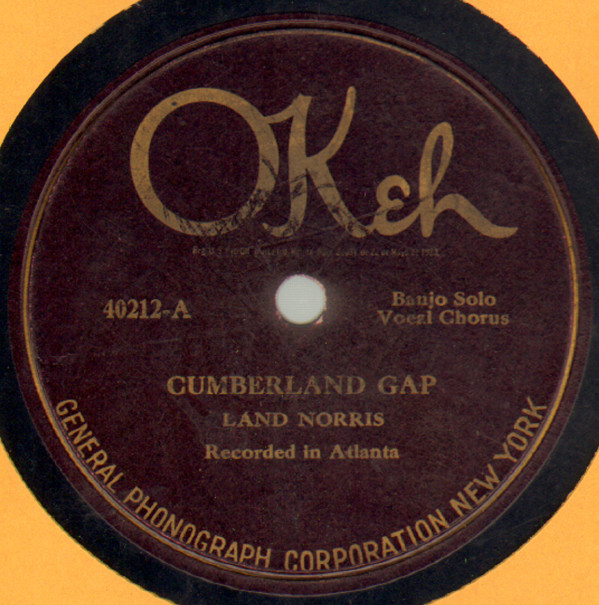 OKeh
40212-A
Banjo Solo
Vocal Chorus
CUMBERLAND GAP
LAND NORRIS
Recorded in Atlanta
GENERAL PHONOGRAPH CORPORATION NEW YORK